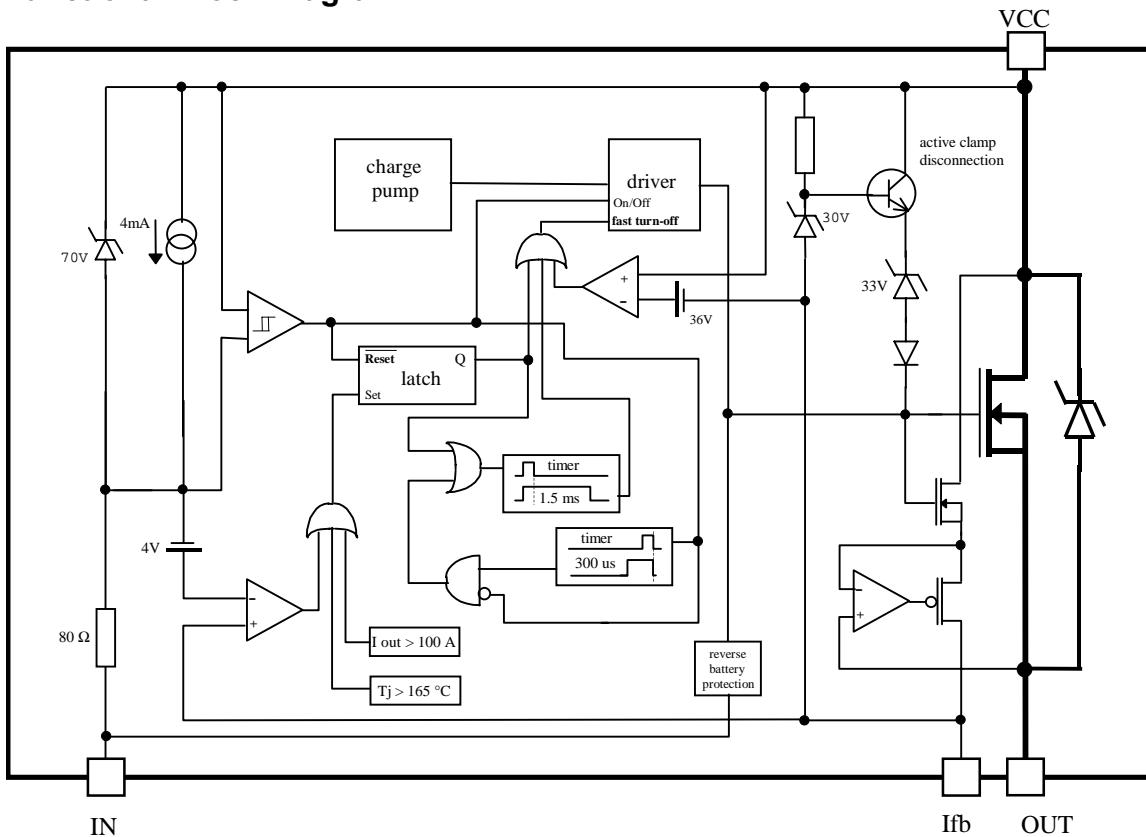 VCC
charge
pump
driver
On/Off
fast turn-off
active clamp
disconnection
4mA
70V
30V
33V
+
−
36V
Reset
Q
latch
Set
timer
1.5 ms
4V
timer
300 us
−
+
−
+
80 Ω
I out > 100 A
Tj > 165 °C
reverse
battery
protection
IN
Ifb
OUT